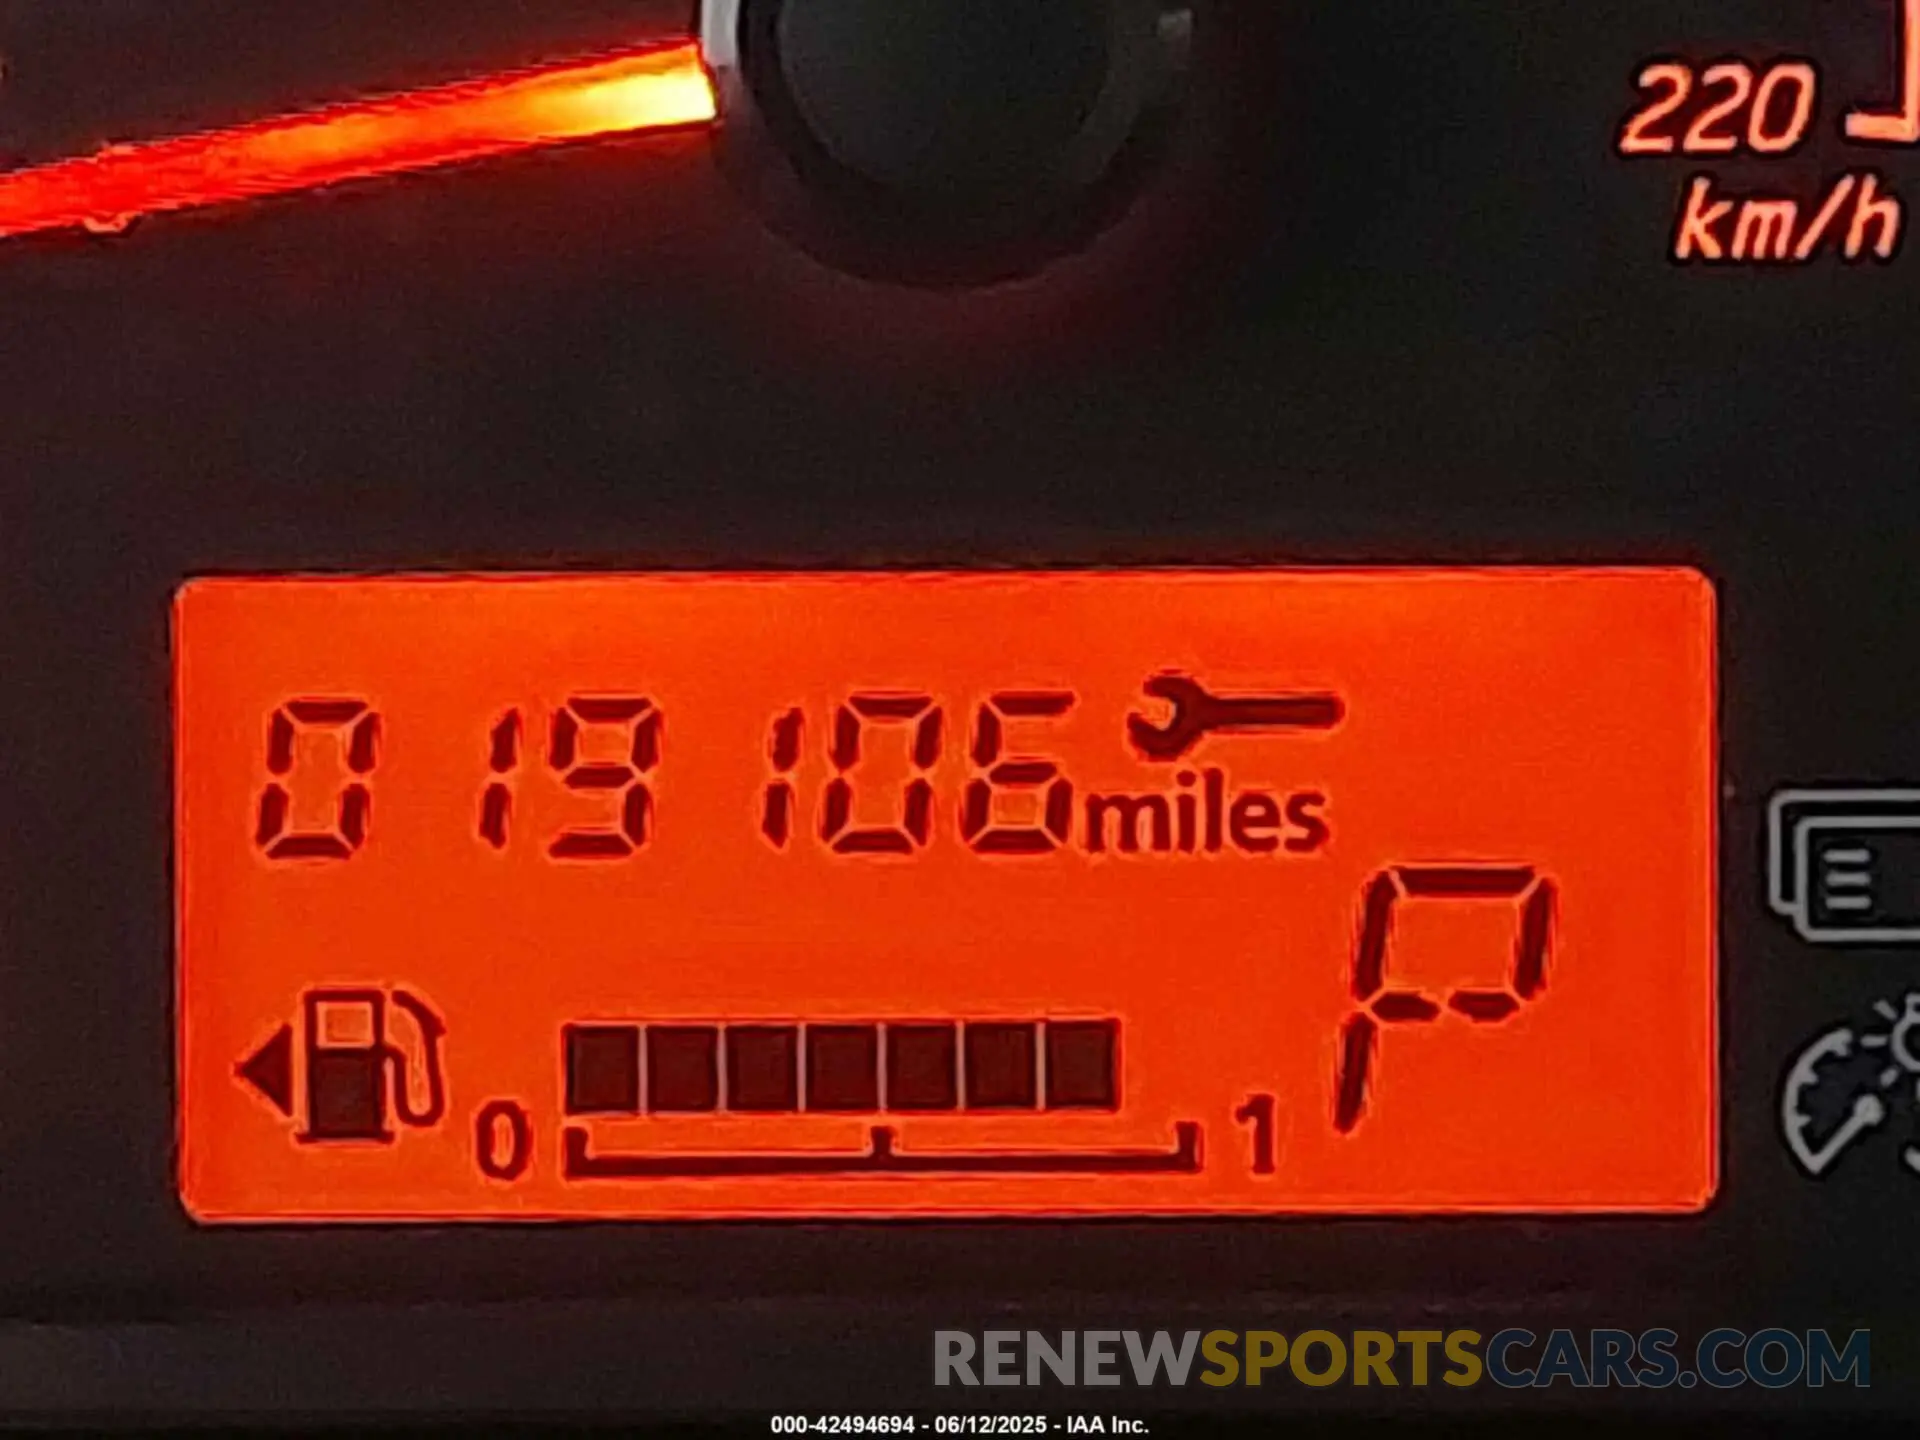 220
km/h
019106 miles
P
0 1
RENEWSPORTSCARS.COM
000-42494694 - 06/12/2025 - IAA Inc.